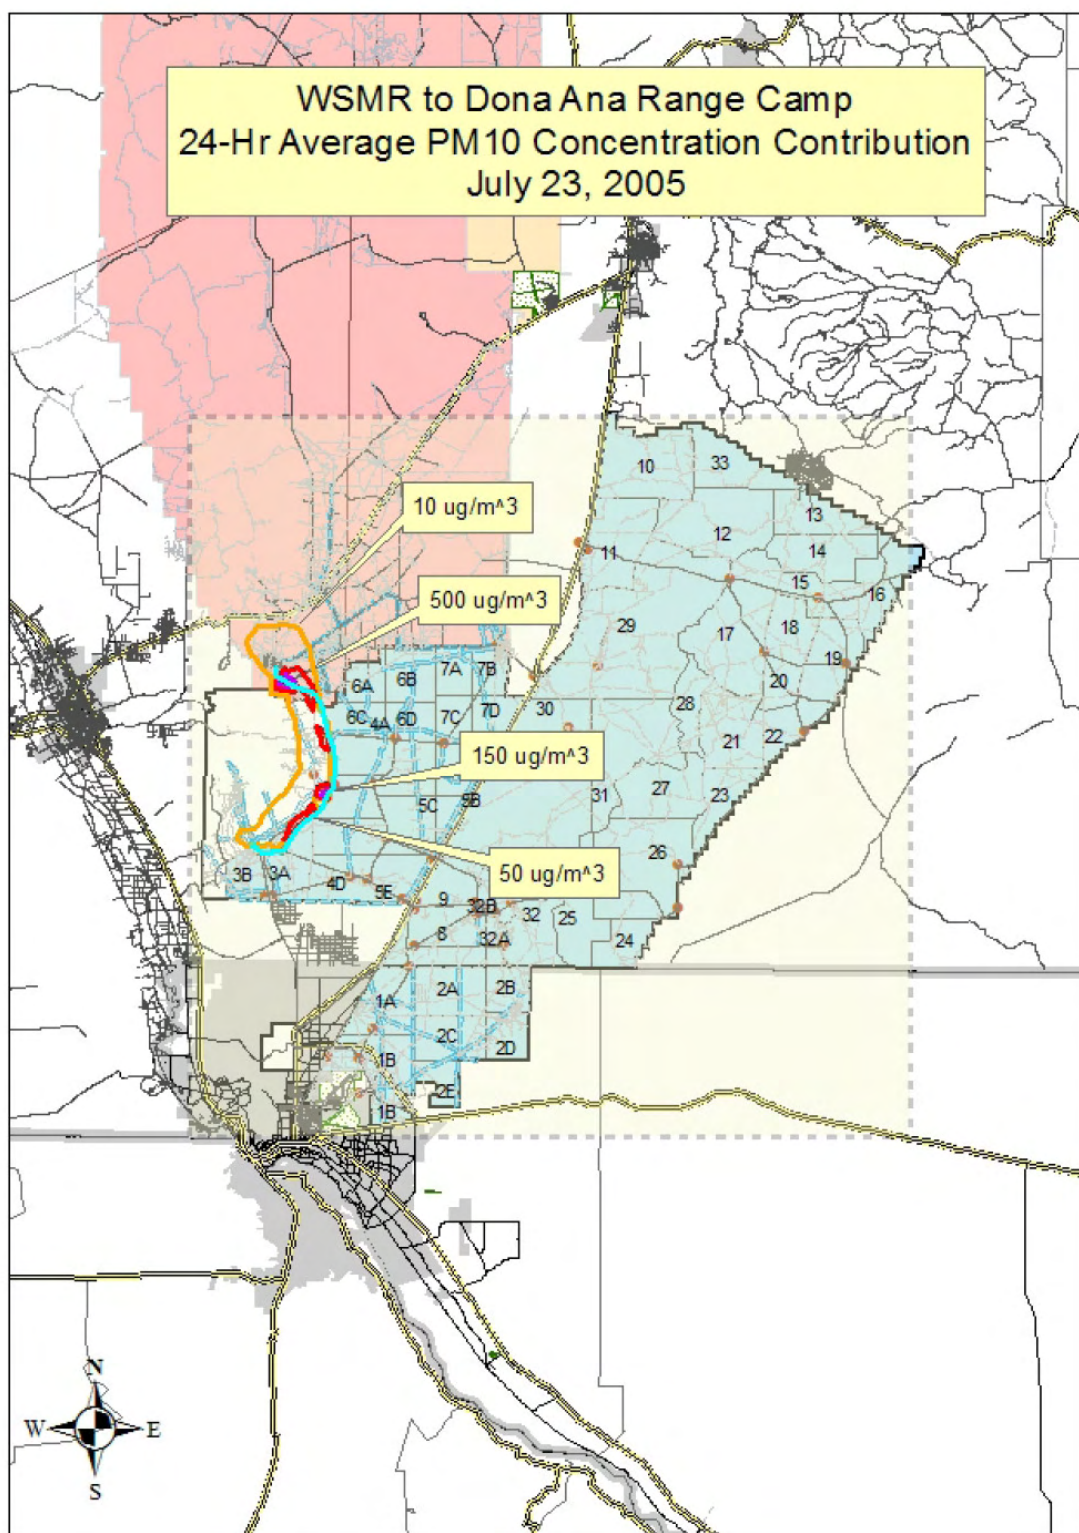 WSMR to Dona Ana Range Camp
24-Hr Average PM10 Concentration Contribution
July 23, 2005
10
33
10 ug/m^3
13
12
11
14
500 ug/m^3
15
16
17
18
29
7A
7B
19
6B
6A
20
28
30
7D
6C
4A
6D
7C
21
22
150 ug/m^3
27
31
23
5C
5B
50 ug/m^3
26
3B
3A
4D
5E
9
32B
32
25
8
32A
24
2A
2B
1A
2C
2D
1B
2E
1B
N
W
E
S